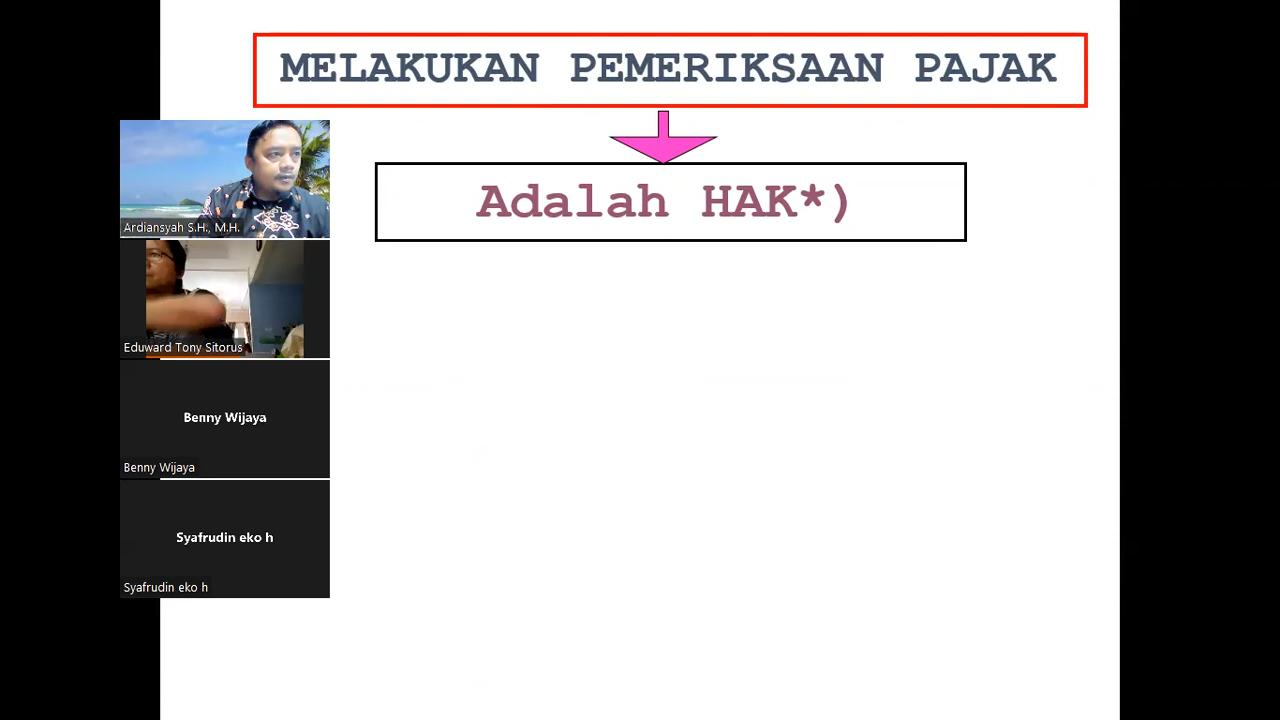 MELAKUKAN PEMERIKSAAN PAJAK
Adalah HAK*)
Ardiansyah S.H., M.H.
Eduward Tony Sitorus
Benny Wijaya
Benny Wijaya
Syafrudin eko h
Syafrudin eko h